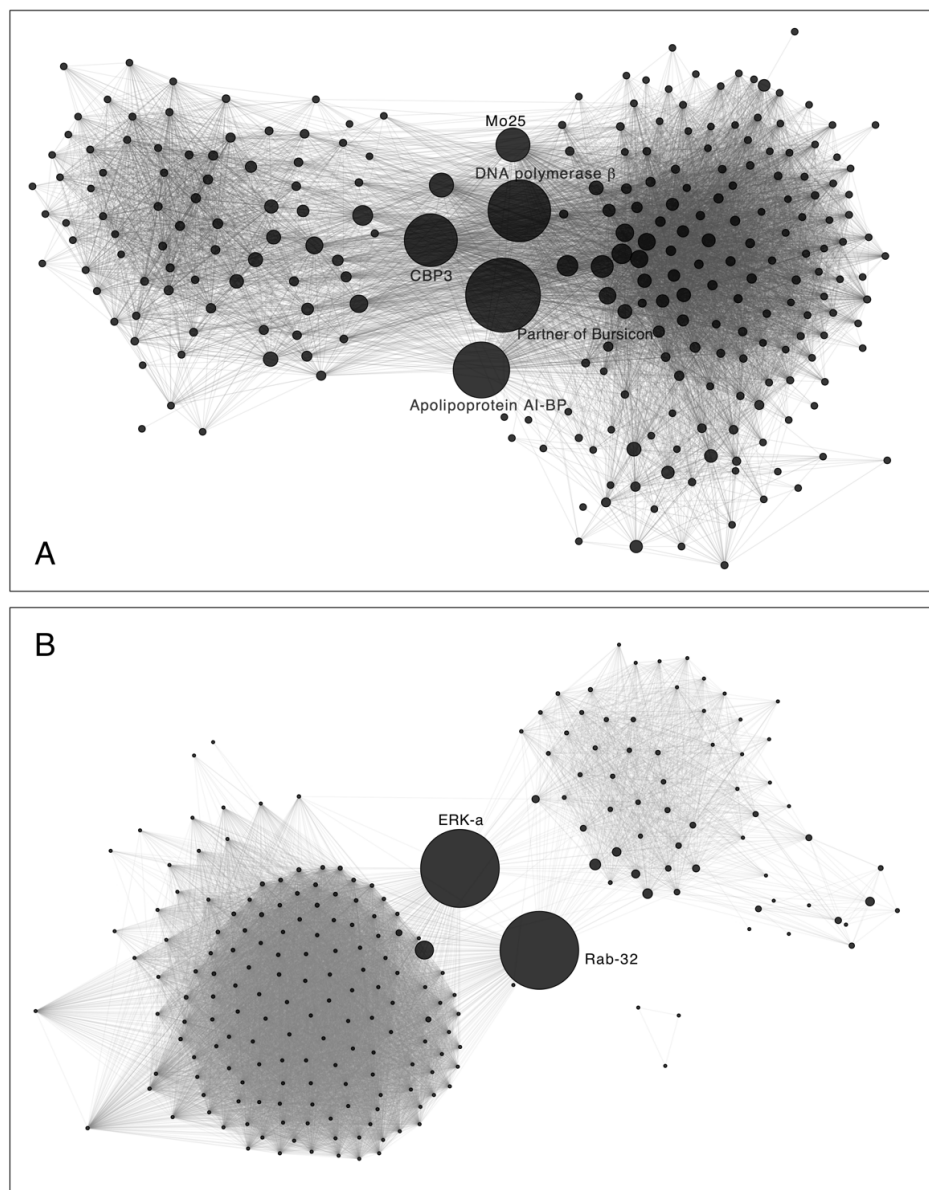 Mo25
DNA polymerase β
CBP3
Partner of Bursicon
Apolipoprotein AI-BP
A
B
ERK-a
Rab-32